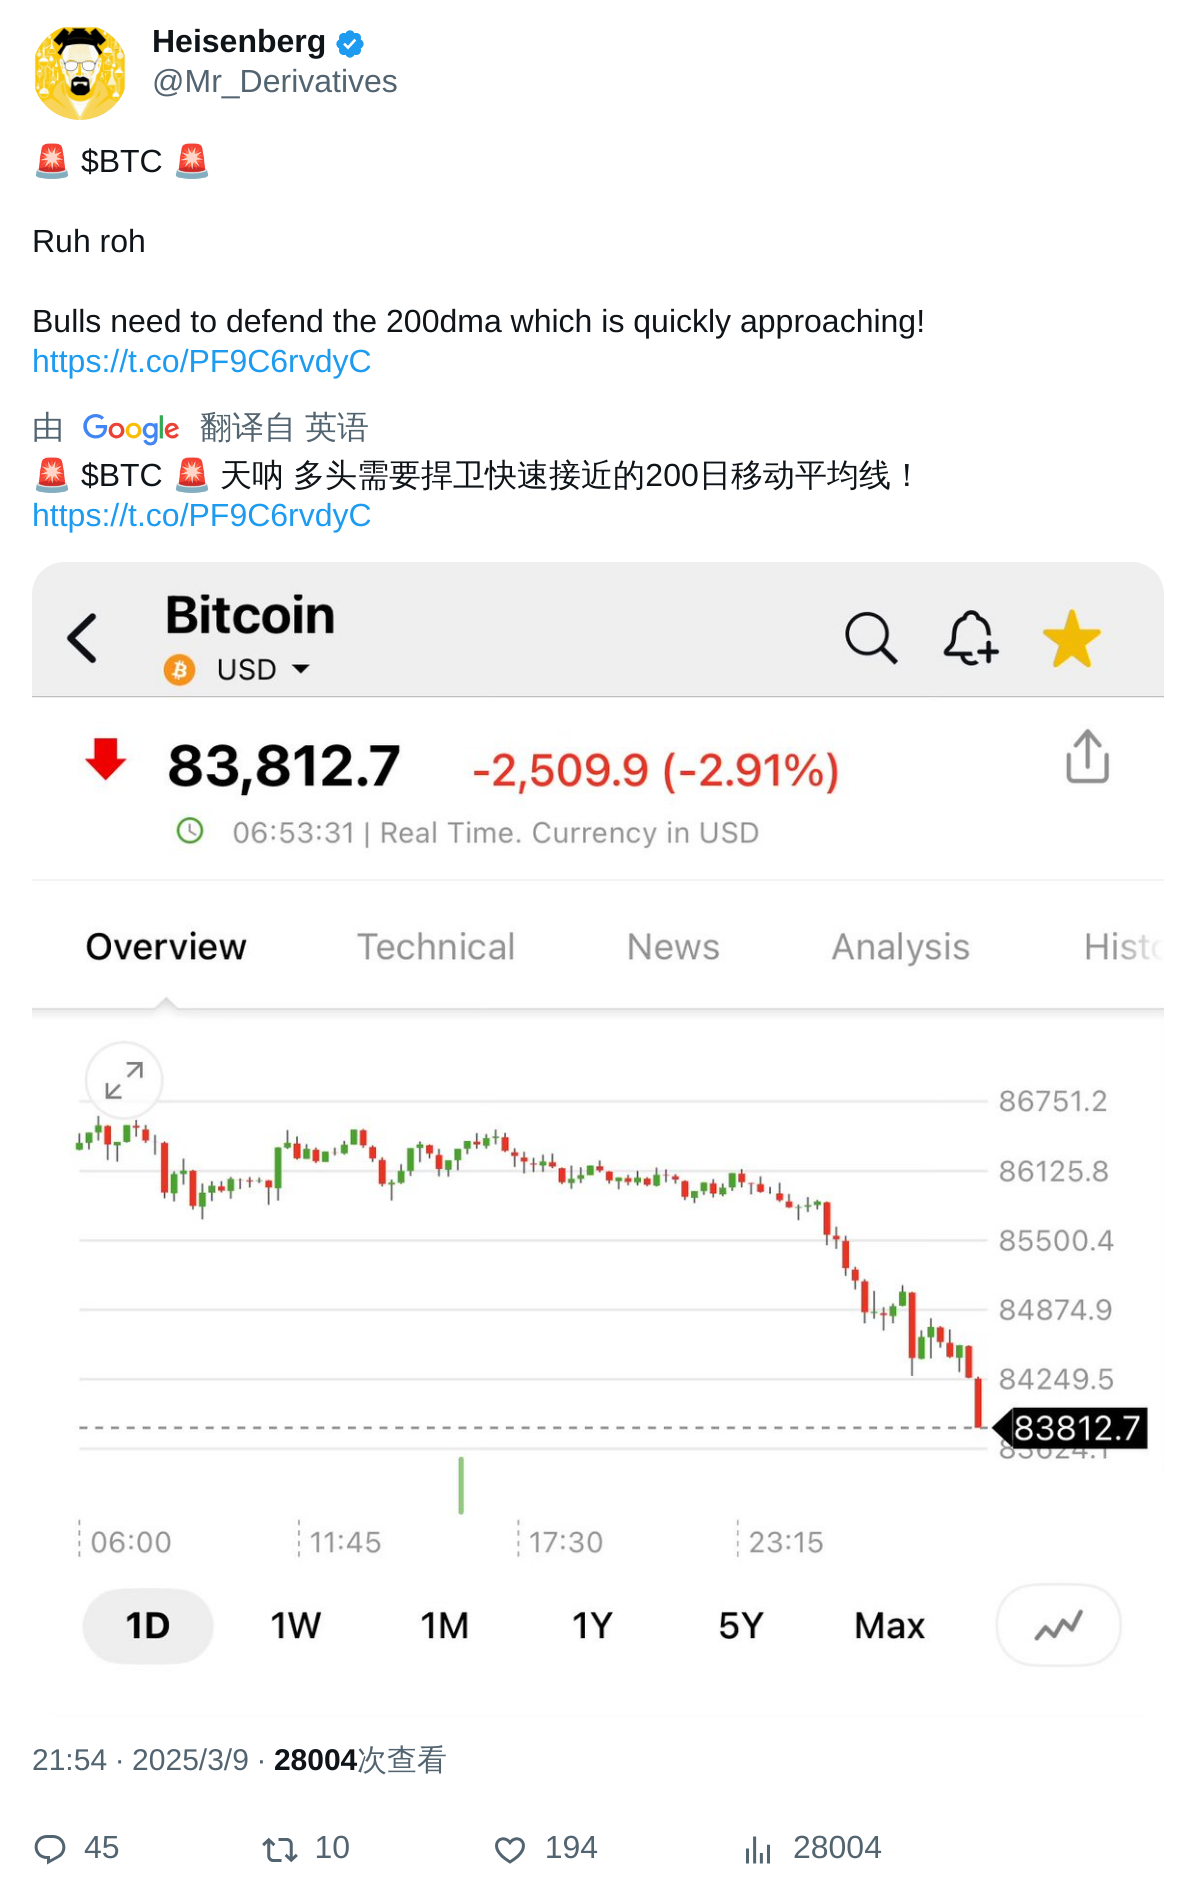 Heisenberg
@Mr_Derivatives
🚨 $BTC 🚨
Ruh roh
Bulls need to defend the 200dma which is quickly approaching!
https://t.co/PF9C6rvdyC
由 Google 翻译自 英语
🚨 $BTC 🚨 天呐 多头需要捍卫快速接近的200日移动平均线！
https://t.co/PF9C6rvdyC
Bitcoin
USD
83,812.7 -2,509.9 (-2.91%)
06:53:31 | Real Time. Currency in USD
Overview Technical News Analysis Histo
86751.2
86125.8
85500.4
84874.9
84249.5
83812.7
06:00 11:45 17:30 23:15
1D 1W 1M 1Y 5Y Max
21:54 · 2025/3/9 · 28004次查看
45 10 194 28004